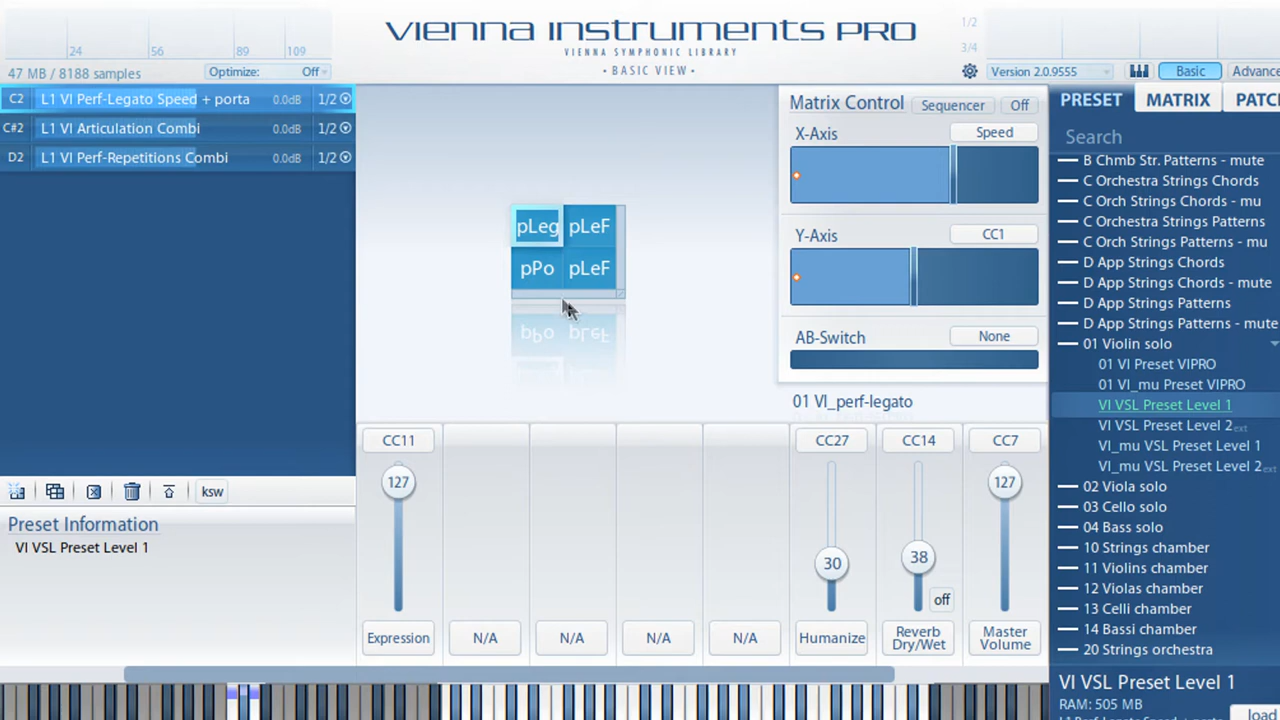 VIENNA INSTRUMENTS PRO
VIENNA SYMPHONIC LIBRARY
• BASIC VIEW •
24 56 89 109
47 MB / 8188 samples
Optimize: Off
1/2
3/4
Version 2.0.9555
Basic
Advance
C2 L1 VI Perf-Legato Speed + porta 0.0dB 1/2
C#2 L1 VI Articulation Combi 0.0dB 1/2
D2 L1 VI Perf-Repetitions Combi 0.0dB 1/2
ksw
Preset Information
VI VSL Preset Level 1
pLeg pLeF
pPo pLeF
Matrix Control Sequencer Off
X-Axis Speed
Y-Axis CC1
AB-Switch None
01 VI_perf-legato
CC11 CC27 CC14 CC7
127 30 38 127
off
Expression N/A N/A N/A N/A Humanize Reverb Dry/Wet Master Volume
PRESET MATRIX PATC
Search
B Chmb Str. Patterns - mute
C Orchestra Strings Chords
C Orch Strings Chords - mu
C Orchestra Strings Patterns
C Orch Strings Patterns - mu
D App Strings Chords
D App Strings Chords - mute
D App Strings Patterns
D App Strings Patterns - mute
01 Violin solo
01 VI Preset VIPRO
01 VI_mu Preset VIPRO
VI VSL Preset Level 1
VI VSL Preset Level 2 ext
VI_mu VSL Preset Level 1
VI_mu VSL Preset Level 2 ext
02 Viola solo
03 Cello solo
04 Bass solo
10 Strings chamber
11 Violins chamber
12 Violas chamber
13 Celli chamber
14 Bassi chamber
20 Strings orchestra
VI VSL Preset Level 1
RAM: 505 MB
load